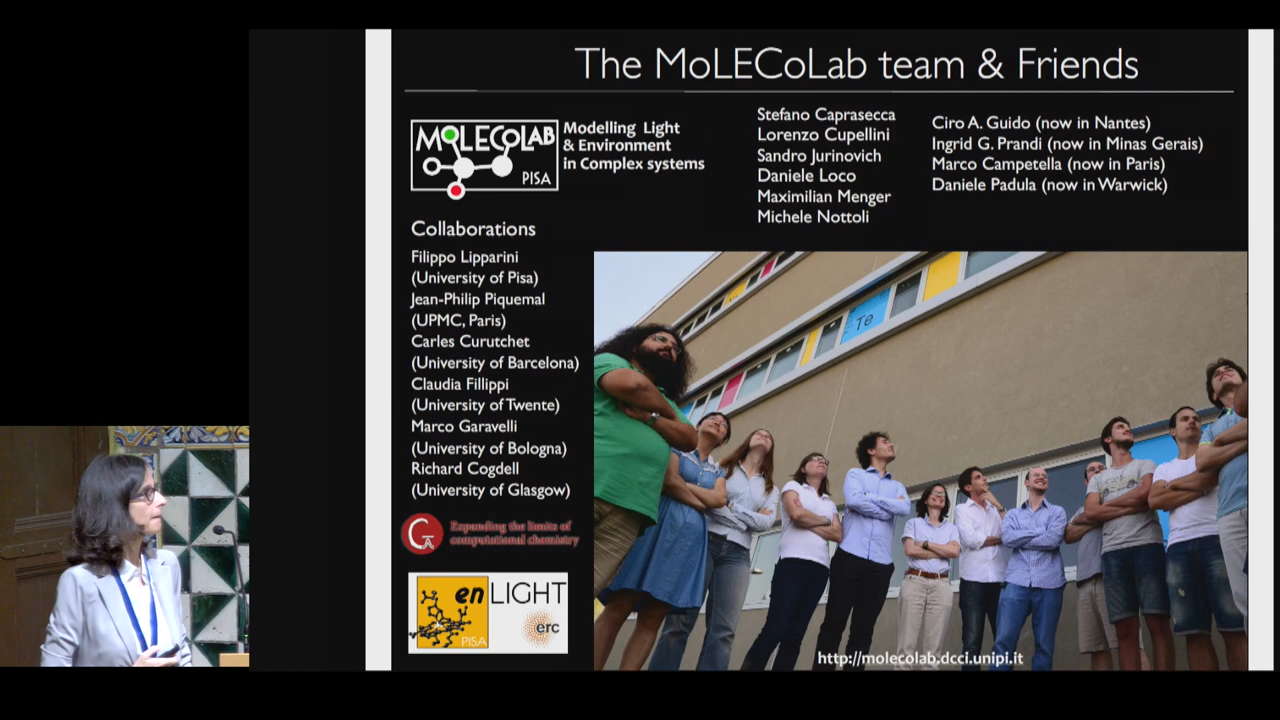 The MoLECoLab team & Friends
MOLECOLAB
PISA
Modelling Light
& Environment
in Complex systems
Stefano Caprasecca
Lorenzo Cupellini
Sandro Jurinovich
Daniele Loco
Maximilian Menger
Michele Nottoli
Ciro A. Guido (now in Nantes)
Ingrid G. Prandi (now in Minas Gerais)
Marco Campetella (now in Paris)
Daniele Padula (now in Warwick)
Collaborations
Filippo Lipparini
(University of Pisa)
Jean-Philip Piquemal
(UPMC, Paris)
Carles Curutchet
(University of Barcelona)
Claudia Fillippi
(University of Twente)
Marco Garavelli
(University of Bologna)
Richard Cogdell
(University of Glasgow)
Expanding the limits of
computational chemistry
enLIGHT
PISA
erc
Te
http://molecolab.dcci.unipi.it